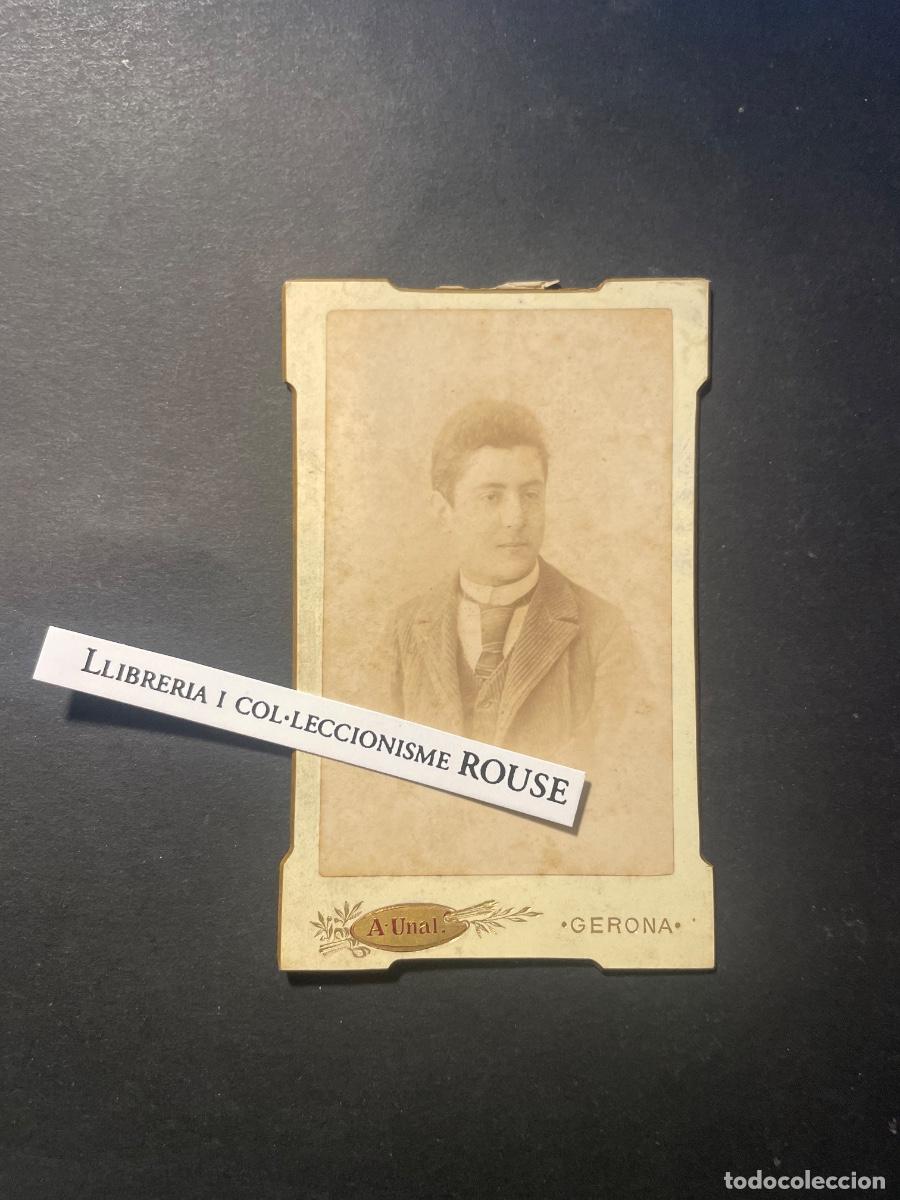 LLIBRERIA I COL·LECCIONISME ROUSE
A·Unal.
·GERONA·
todocoleccion